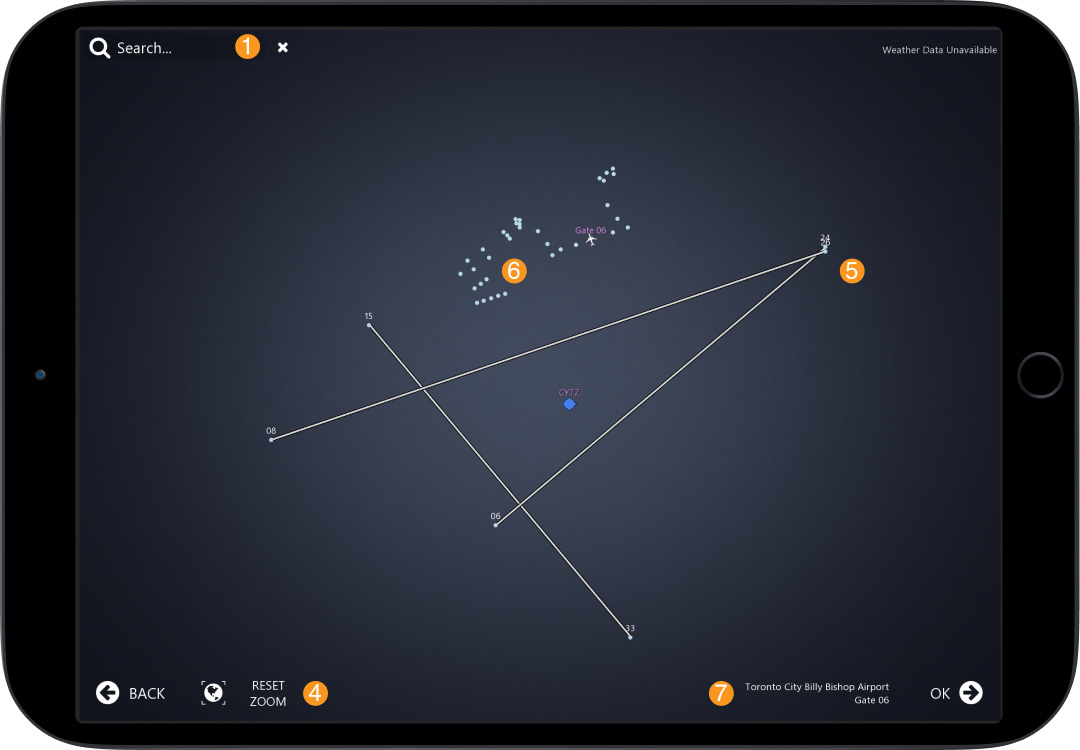 Search...
1
Weather Data Unavailable
Gate 06
24
26
6
5
15
CYTZ
08
06
33
BACK
RESET
ZOOM
4
7
Toronto City Billy Bishop Airport
Gate 06
OK